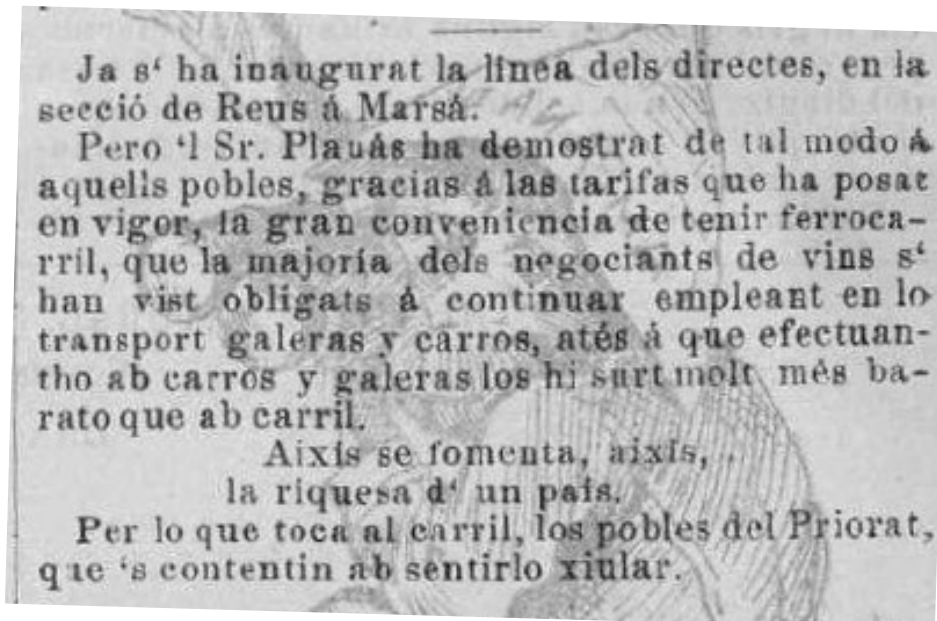 Ja s‘ ha inaugurat la linea dels directes, en la
secció de Reus á Marsá.
Pero ‘l Sr. Planás ha demostrat de tal modo á
aquells pobles, gracias á las tarifas que ha posat
en vigor, la gran conveniencia de tenir ferroca-
rril, que la majoría dels negociants de vins s‘
han vist obligats á continuar empleant en lo
transport galeras y carros, atés á que efectuan-
tho ab carros y galeras los hi surt molt més ba-
rato que ab carril.
Aixís se fomenta, aixís,
la riquesa d‘ un país.
Per lo que toca al carril, los pobles del Priorat,
que ‘s contentin ab sentirlo xiular.